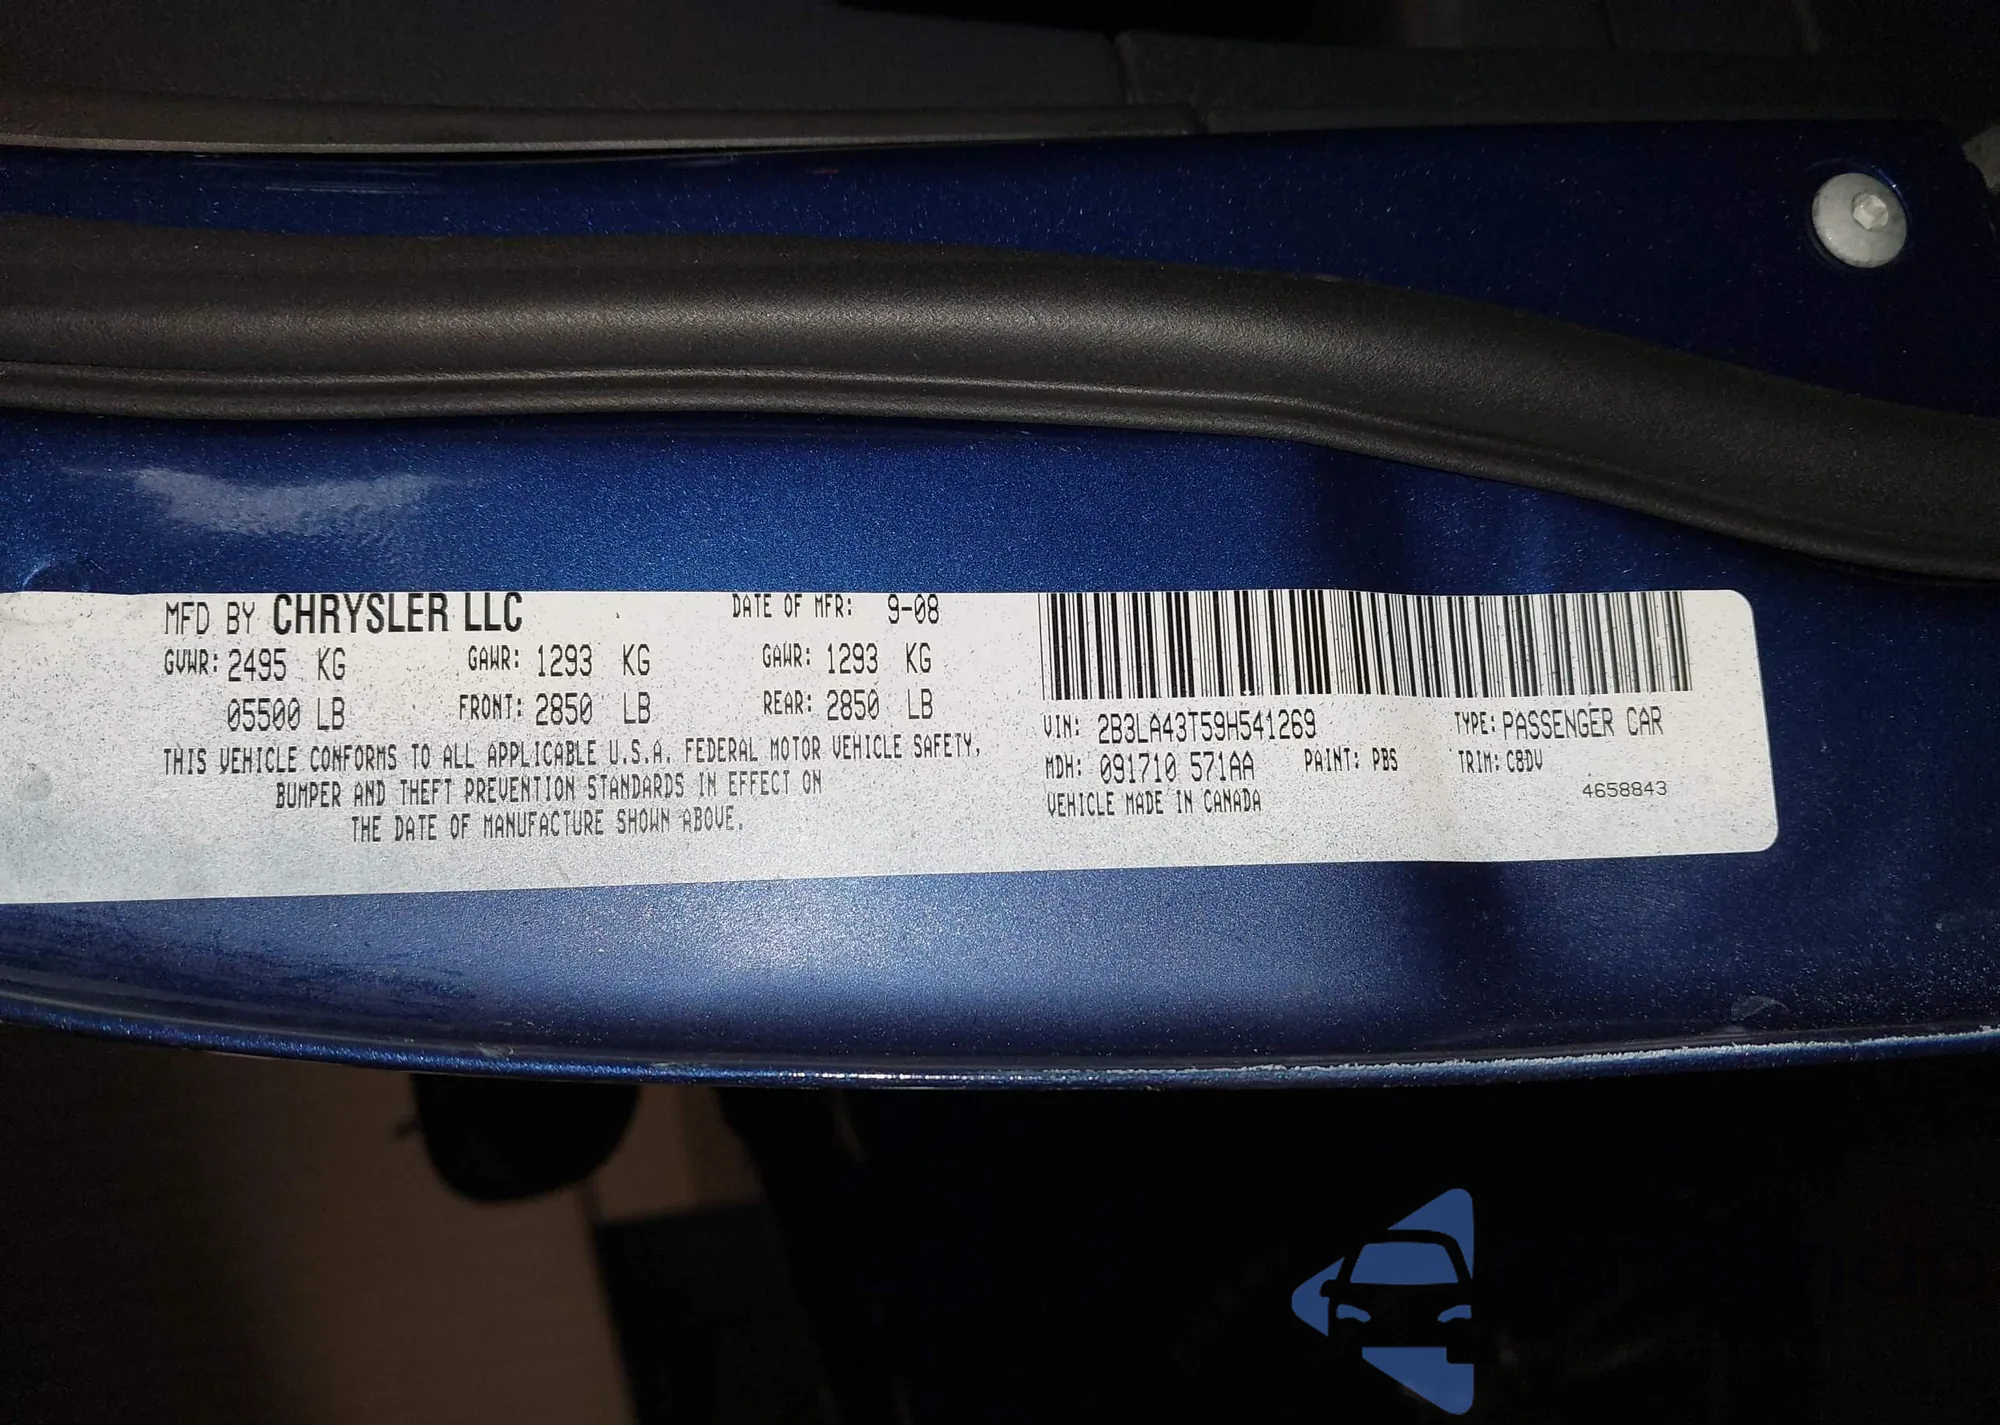 MFD BY CHRYSLER LLC DATE OF MFR: 9-08
GVWR: 2495 KG GAWR: 1293 KG GAWR: 1293 KG
05500 LB FRONT: 2850 LB REAR: 2850 LB
THIS VEHICLE CONFORMS TO ALL APPLICABLE U.S.A. FEDERAL MOTOR VEHICLE SAFETY,
BUMPER AND THEFT PREVENTION STANDARDS IN EFFECT ON
THE DATE OF MANUFACTURE SHOWN ABOVE.
VIN: 2B3LA43T59H541269 TYPE: PASSENGER CAR
MDH: 091710 571AA PAINT: PBS TRIM: C8DV
VEHICLE MADE IN CANADA 4658843